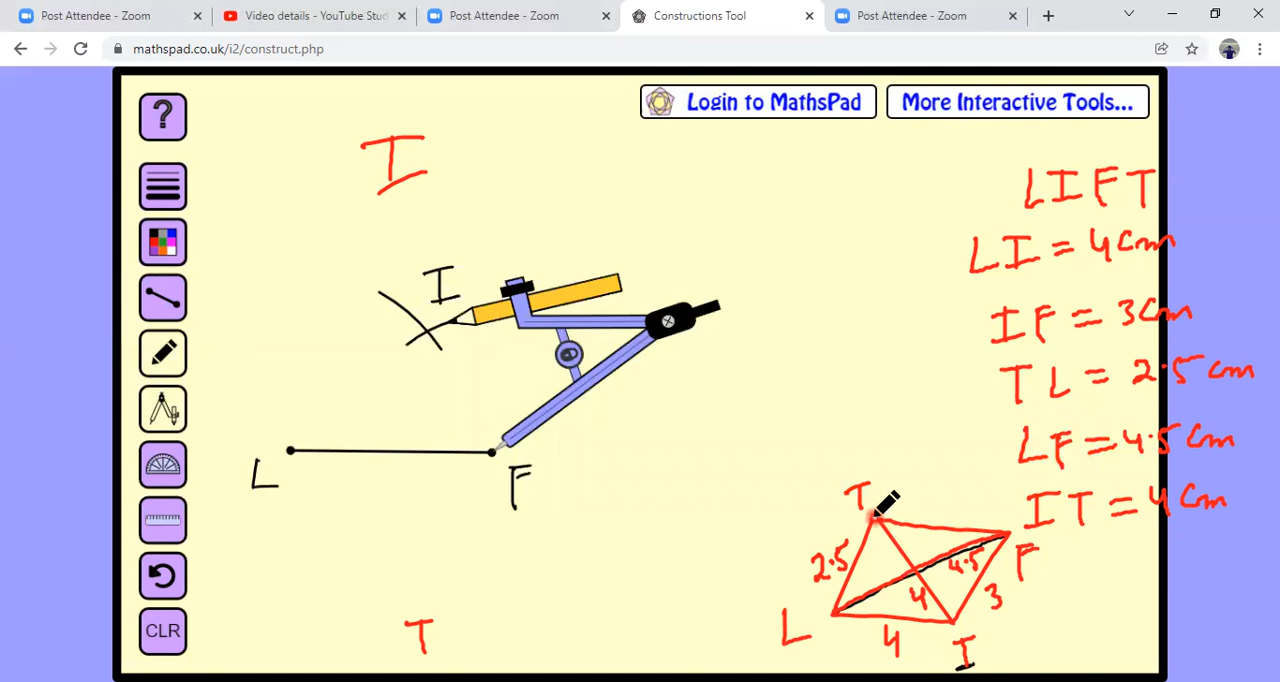 Post Attendee - Zoom
Video details - YouTube Stud
Post Attendee - Zoom
Constructions Tool
Post Attendee - Zoom
mathspad.co.uk/i2/construct.php
?
Login to MathsPad
More Interactive Tools...
I
LIFT
LI = 4cm
I
IF = 3cm
TL = 2.5cm
LF = 4.5cm
L
F
T
IT = 4cm
2.5
4.5
F
4
3
CLR
T
L
4
I